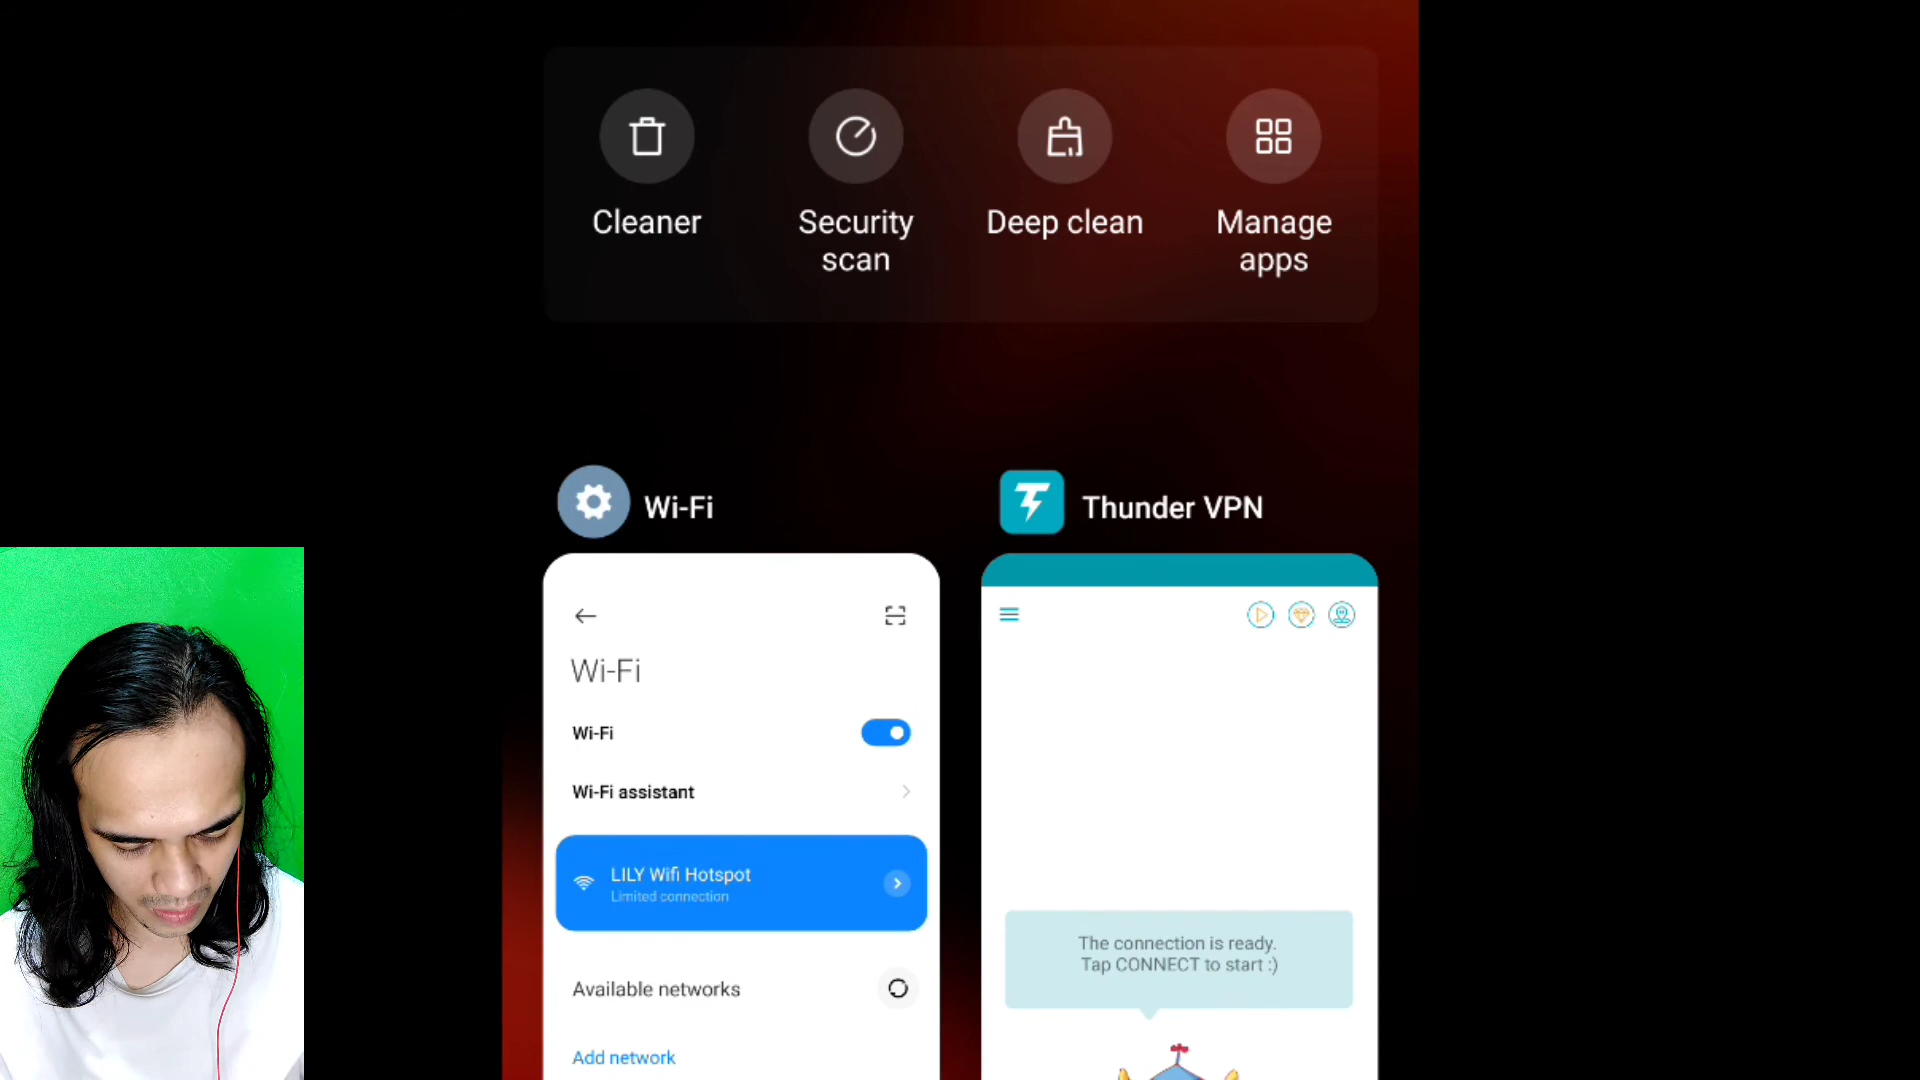 Cleaner
Security
scan
Deep clean
Manage
apps
Wi-Fi
Thunder VPN
Wi-Fi
Wi-Fi
Wi-Fi assistant
LILY Wifi Hotspot
Limited connection
Available networks
Add network
The connection is ready.
Tap CONNECT to start :)